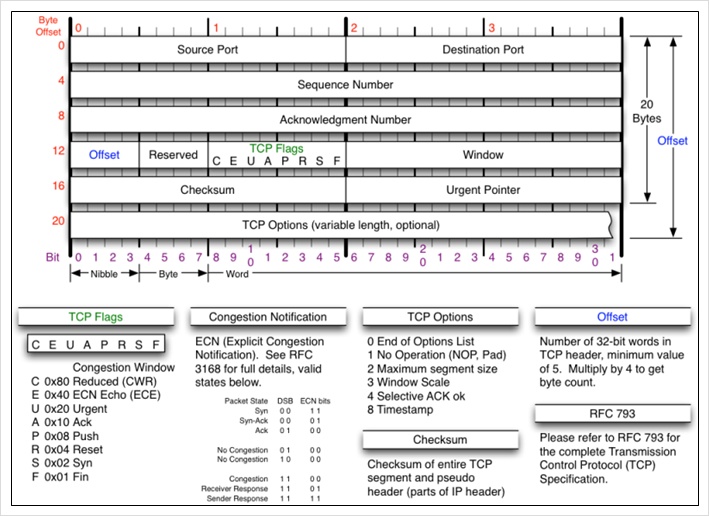 Byte
Offset
0 1 2 3
0 Source Port Destination Port
4 Sequence Number
8 Acknowledgment Number
20
Bytes
Offset
12 Offset Reserved TCP Flags Window
C E U A P R S F
16 Checksum Urgent Pointer
20 TCP Options (variable length, optional)
Bit 0 1 2 3 4 5 6 7 8 9 10 1 2 3 4 5 6 7 8 9 20 1 2 3 4 5 6 7 8 9 30 1
Nibble Byte Word
TCP Flags
C E U A P R S F
Congestion Window
C 0x80 Reduced (CWR)
E 0x40 ECN Echo (ECE)
U 0x20 Urgent
A 0x10 Ack
P 0x08 Push
R 0x04 Reset
S 0x02 Syn
F 0x01 Fin
Congestion Notification
ECN (Explicit Congestion
Notification). See RFC
3168 for full details, valid
states below.
Packet State DSB ECN bits
Syn 0 0 1 1
Syn-Ack 0 0 0 1
Ack 0 1 0 0
No Congestion 0 1 0 0
No Congestion 1 0 0 0
Congestion 1 1 0 0
Receiver Response 1 1 0 1
Sender Response 1 1 1 1
TCP Options
0 End of Options List
1 No Operation (NOP, Pad)
2 Maximum segment size
3 Window Scale
4 Selective ACK ok
8 Timestamp
Checksum
Checksum of entire TCP
segment and pseudo
header (parts of IP header)
Offset
Number of 32-bit words in
TCP header, minimum value
of 5. Multiply by 4 to get
byte count.
RFC 793
Please refer to RFC 793 for
the complete Transmission
Control Protocol (TCP)
Specification.